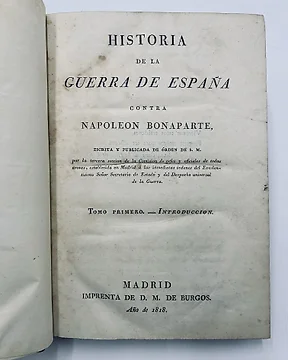 HISTORIA
DE LA
GUERRA DE ESPAÑA
CONTRA
NAPOLEON BONAPARTE,
ESCRITA Y PUBLICADA DE ÓRDEN DE S. M.
por la tercera seccion de la Comision de gefes y oficiales de todas
armas, establecida en Madrid á las inmediatas órdenes del Excelen-
tísimo Señor Secretario de Estado y del Despacho universal
de la Guerra.
TOMO PRIMERO. — INTRODUCCION.
MADRID
IMPRENTA DE D. M. DE BURGOS.
Año de 1818.